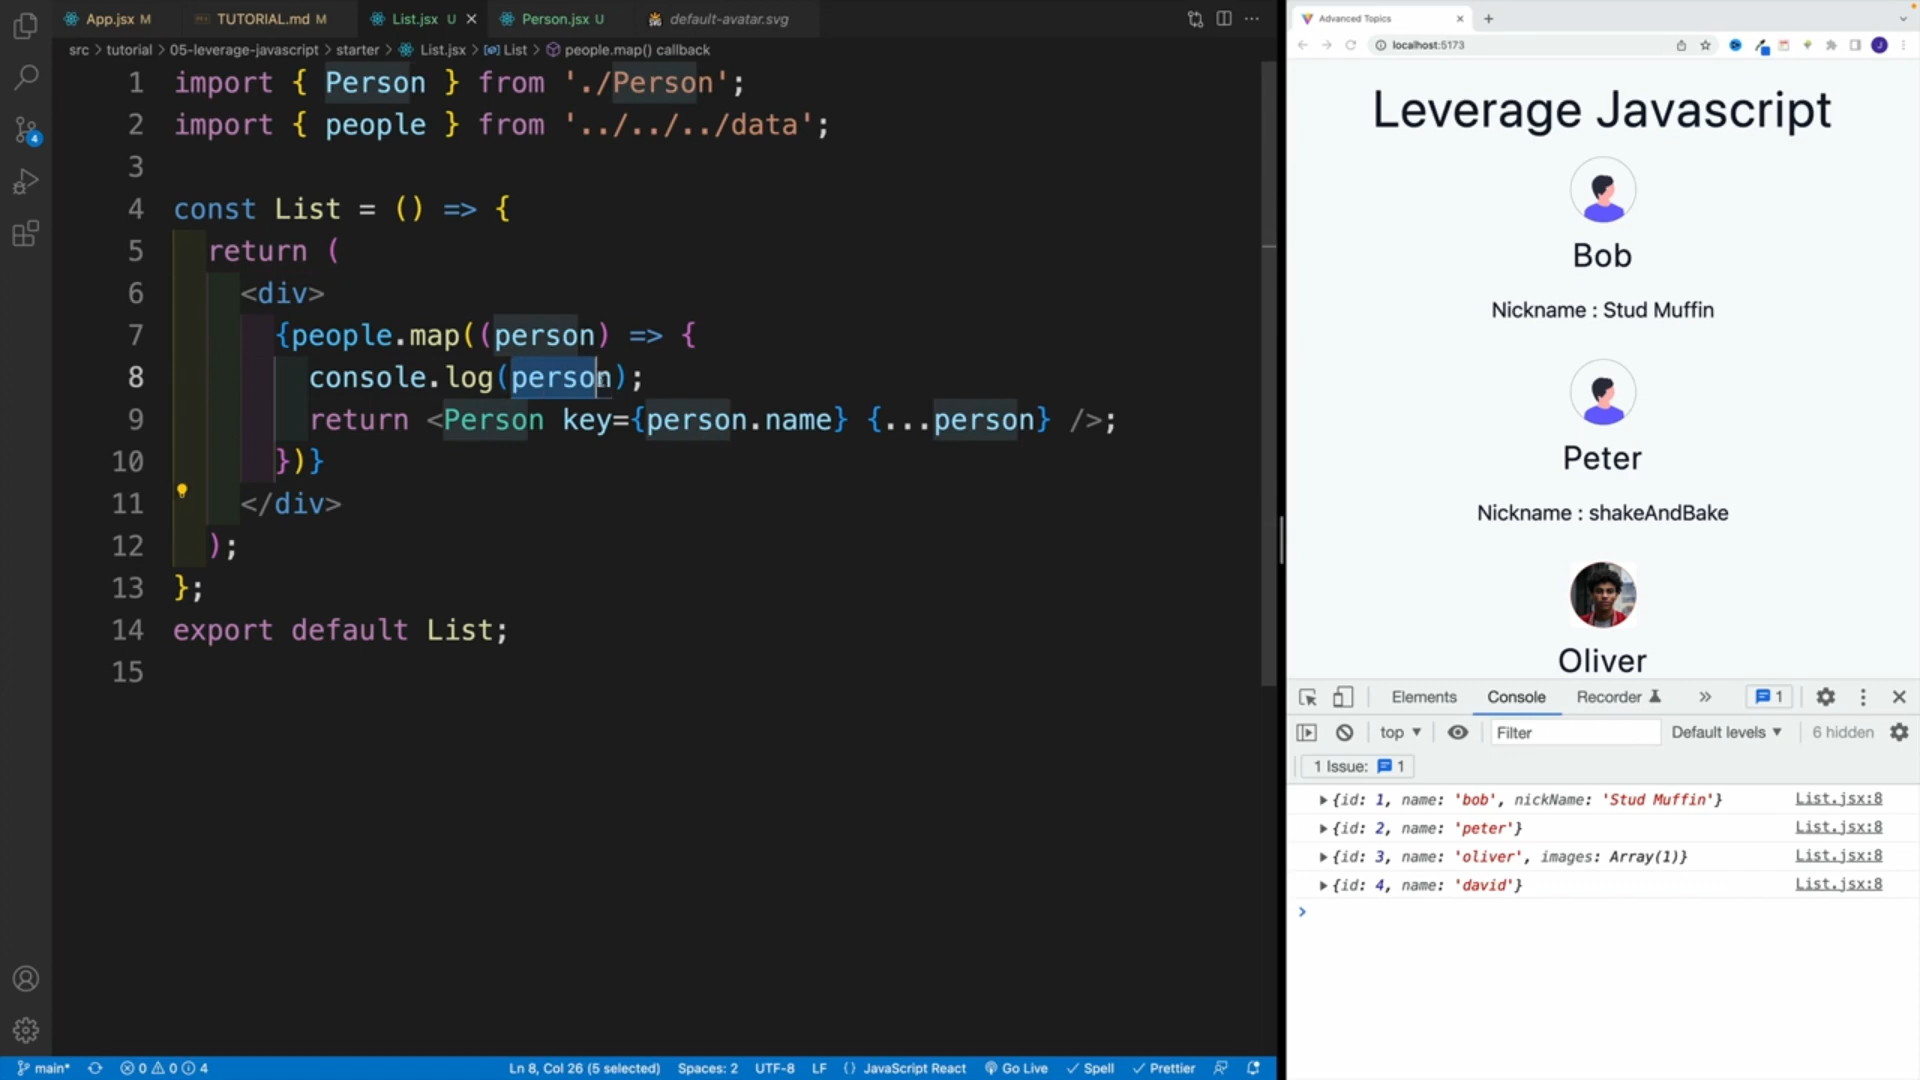 App.jsx M
TUTORIAL.md M
List.jsx U
Person.jsx U
default-avatar.svg
src > tutorial > 05-leverage-javascript > starter > List.jsx > List > people.map() callback
1 import { Person } from './Person';
2 import { people } from '../../../data';
3
4 const List = () => {
5 return (
6 <div>
7 {people.map((person) => {
8 console.log(person);
9 return <Person key={person.name} {...person} />;
10 })}
11 </div>
12 );
13 };
14 export default List;
15
4
main* 0 0 4
Ln 8, Col 26 (5 selected) Spaces: 2 UTF-8 LF {} JavaScript React Go Live Spell Prettier
Advanced Topics
localhost:5173
J
Leverage Javascript
Bob
Nickname : Stud Muffin
Peter
Nickname : shakeAndBake
Oliver
Elements Console Recorder 1
top Filter Default levels 6 hidden
1 Issue: 1
{id: 1, name: 'bob', nickName: 'Stud Muffin'} List.jsx:8
{id: 2, name: 'peter'} List.jsx:8
{id: 3, name: 'oliver', images: Array(1)} List.jsx:8
{id: 4, name: 'david'} List.jsx:8